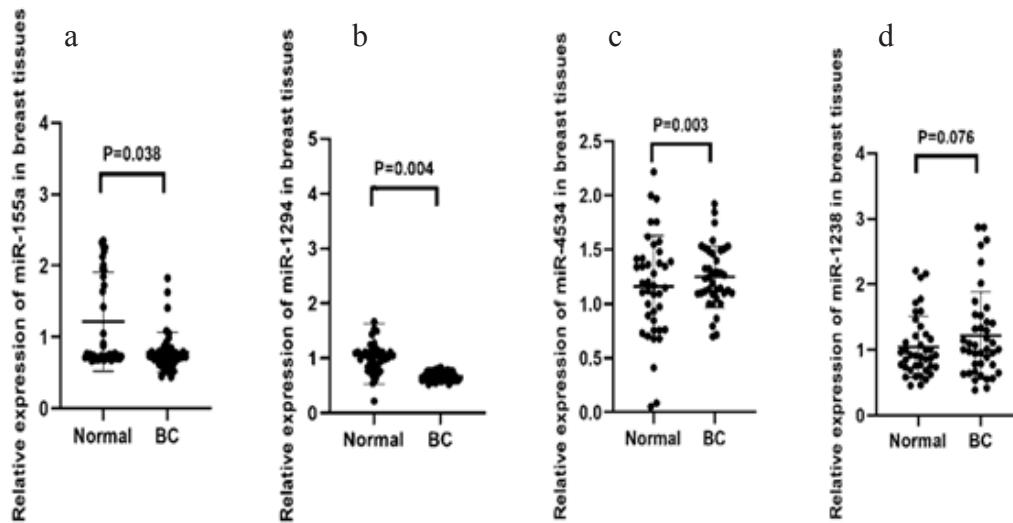 a
Relative expression of miR-155a in breast tissues
4
3
2
1
0
P=0.038
Normal
BC
b
Relative expression of miR-1294 in breast tissues
5
4
3
2
1
0
P=0.004
Normal
BC
c
Relative expression of miR-4534 in breast tissues
2.5
2.0
1.5
1.0
0.5
0.0
P=0.003
Normal
BC
d
Relative expression of miR-1238 in breast tissues
4
3
2
1
0
P=0.076
Normal
BC